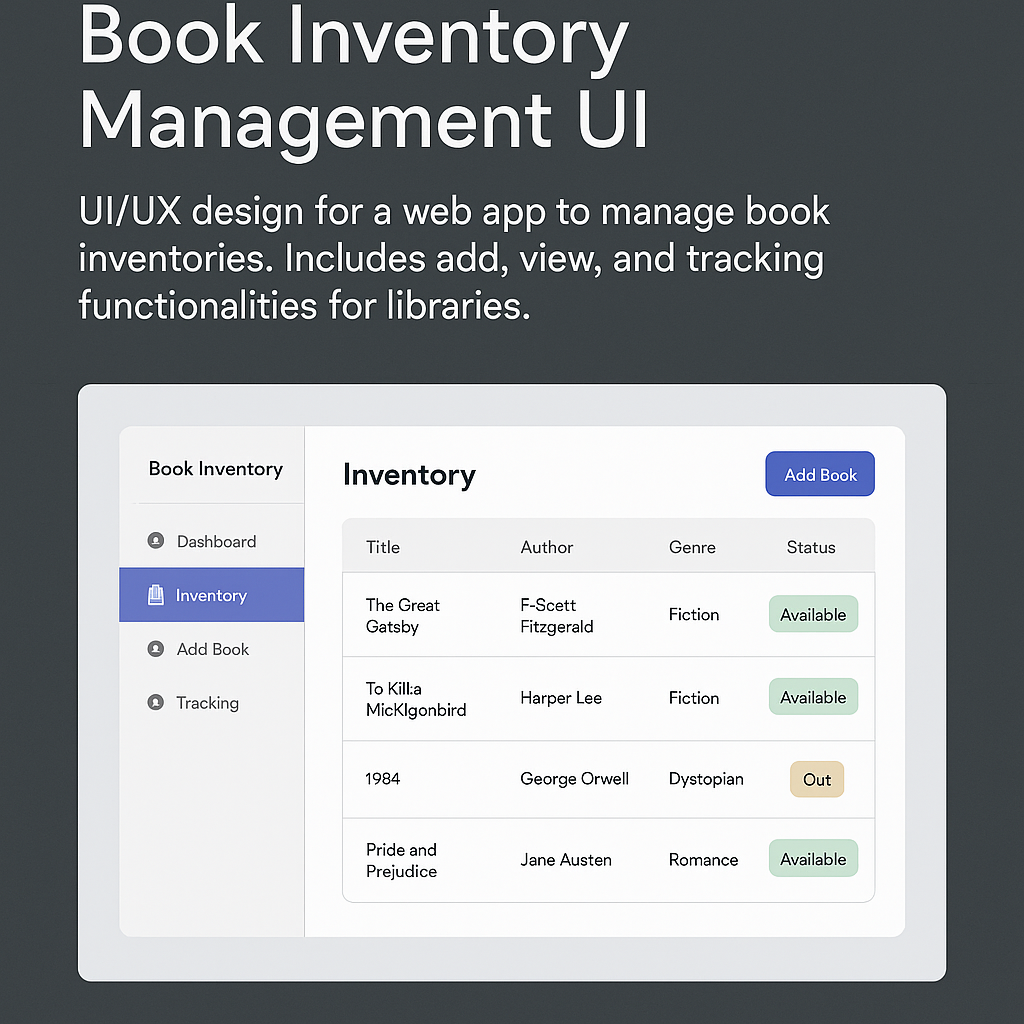 Book Inventory
Management UI
UI/UX design for a web app to manage book
inventories. Includes add, view, and tracking
functionalities for libraries.
Book Inventory
Dashboard
Inventory
Add Book
Tracking
Inventory
Add Book
Title Author Genre Status
The Great
Gatsby
F-Scett
Fitzgerald
Fiction
Available
To Kill:a
MicKlgonbird
Harper Lee
Fiction
Available
1984
George Orwell
Dystopian
Out
Pride and
Prejudice
Jane Austen
Romance
Available